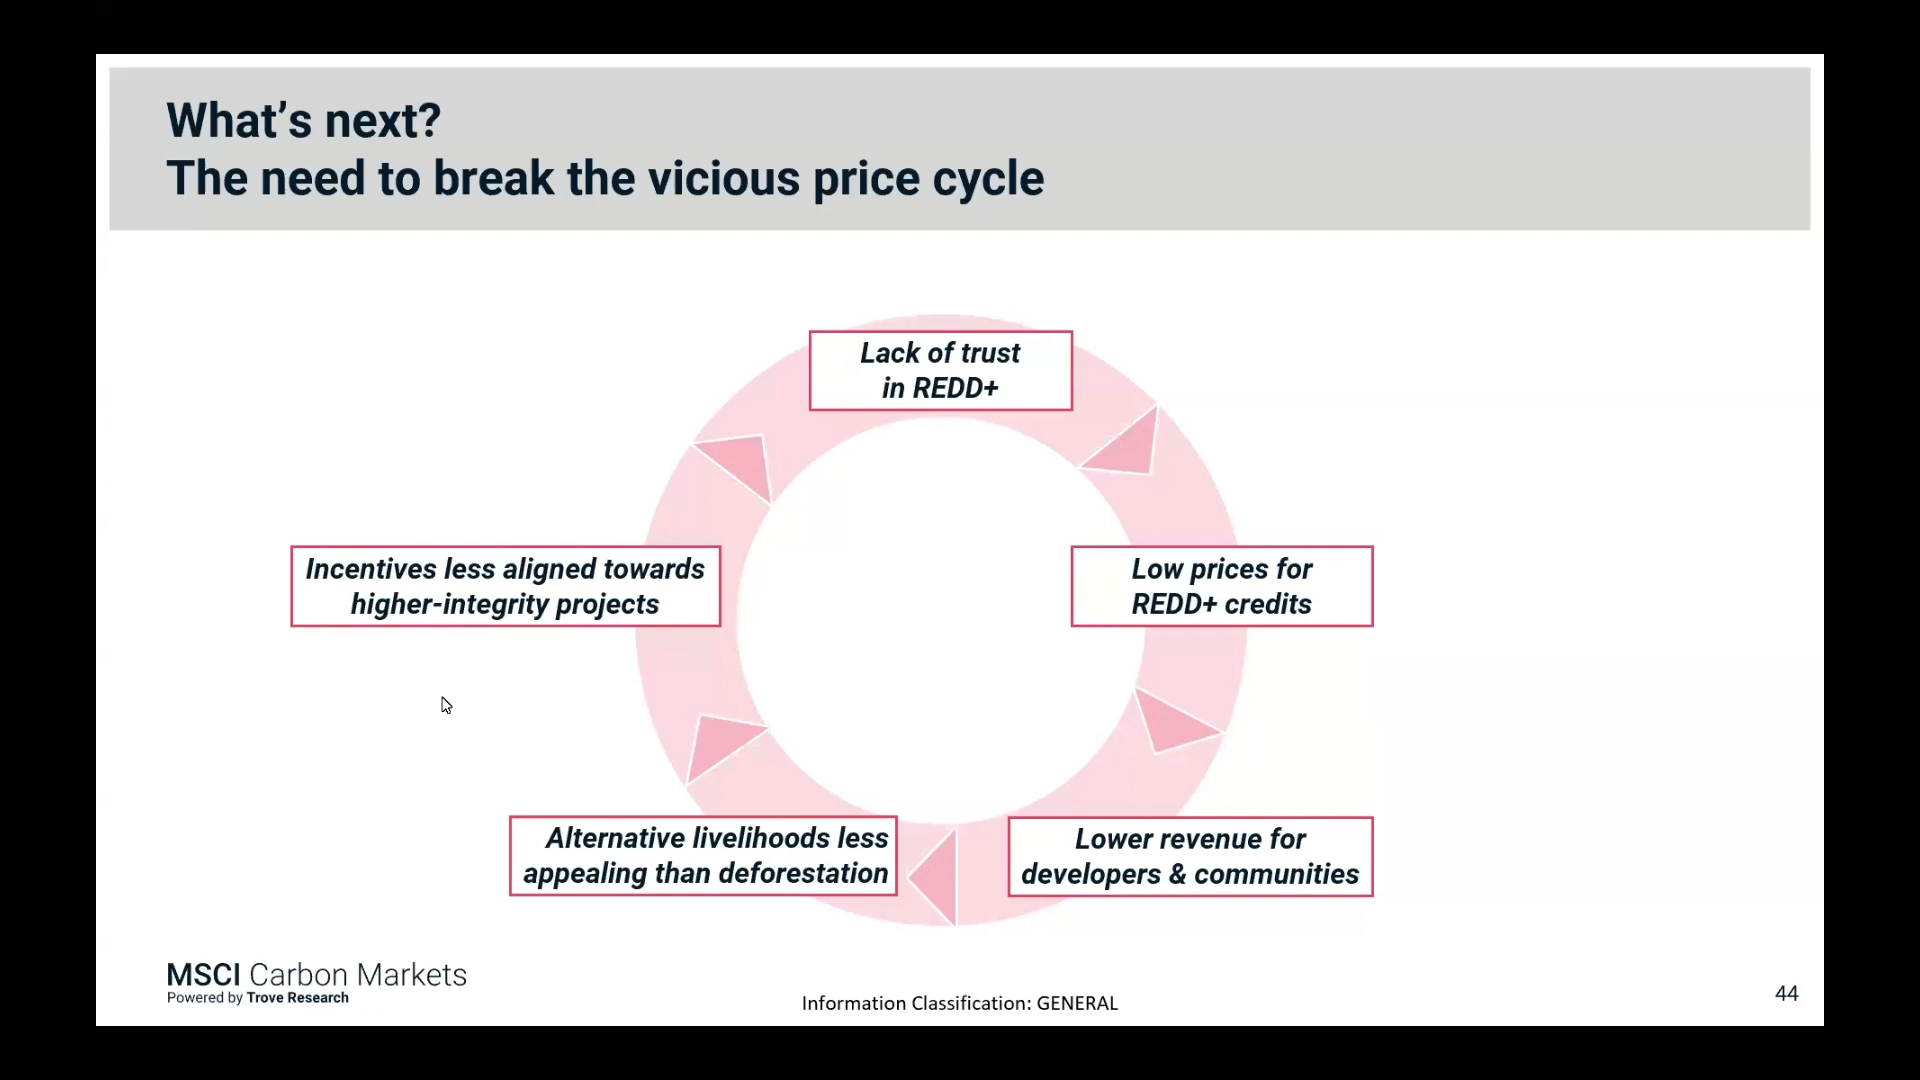 What’s next?
The need to break the vicious price cycle
Lack of trust
in REDD+
Incentives less aligned towards
higher-integrity projects
Low prices for
REDD+ credits
Alternative livelihoods less
appealing than deforestation
Lower revenue for
developers & communities
MSCI Carbon Markets
Powered by Trove Research
Information Classification: GENERAL
44